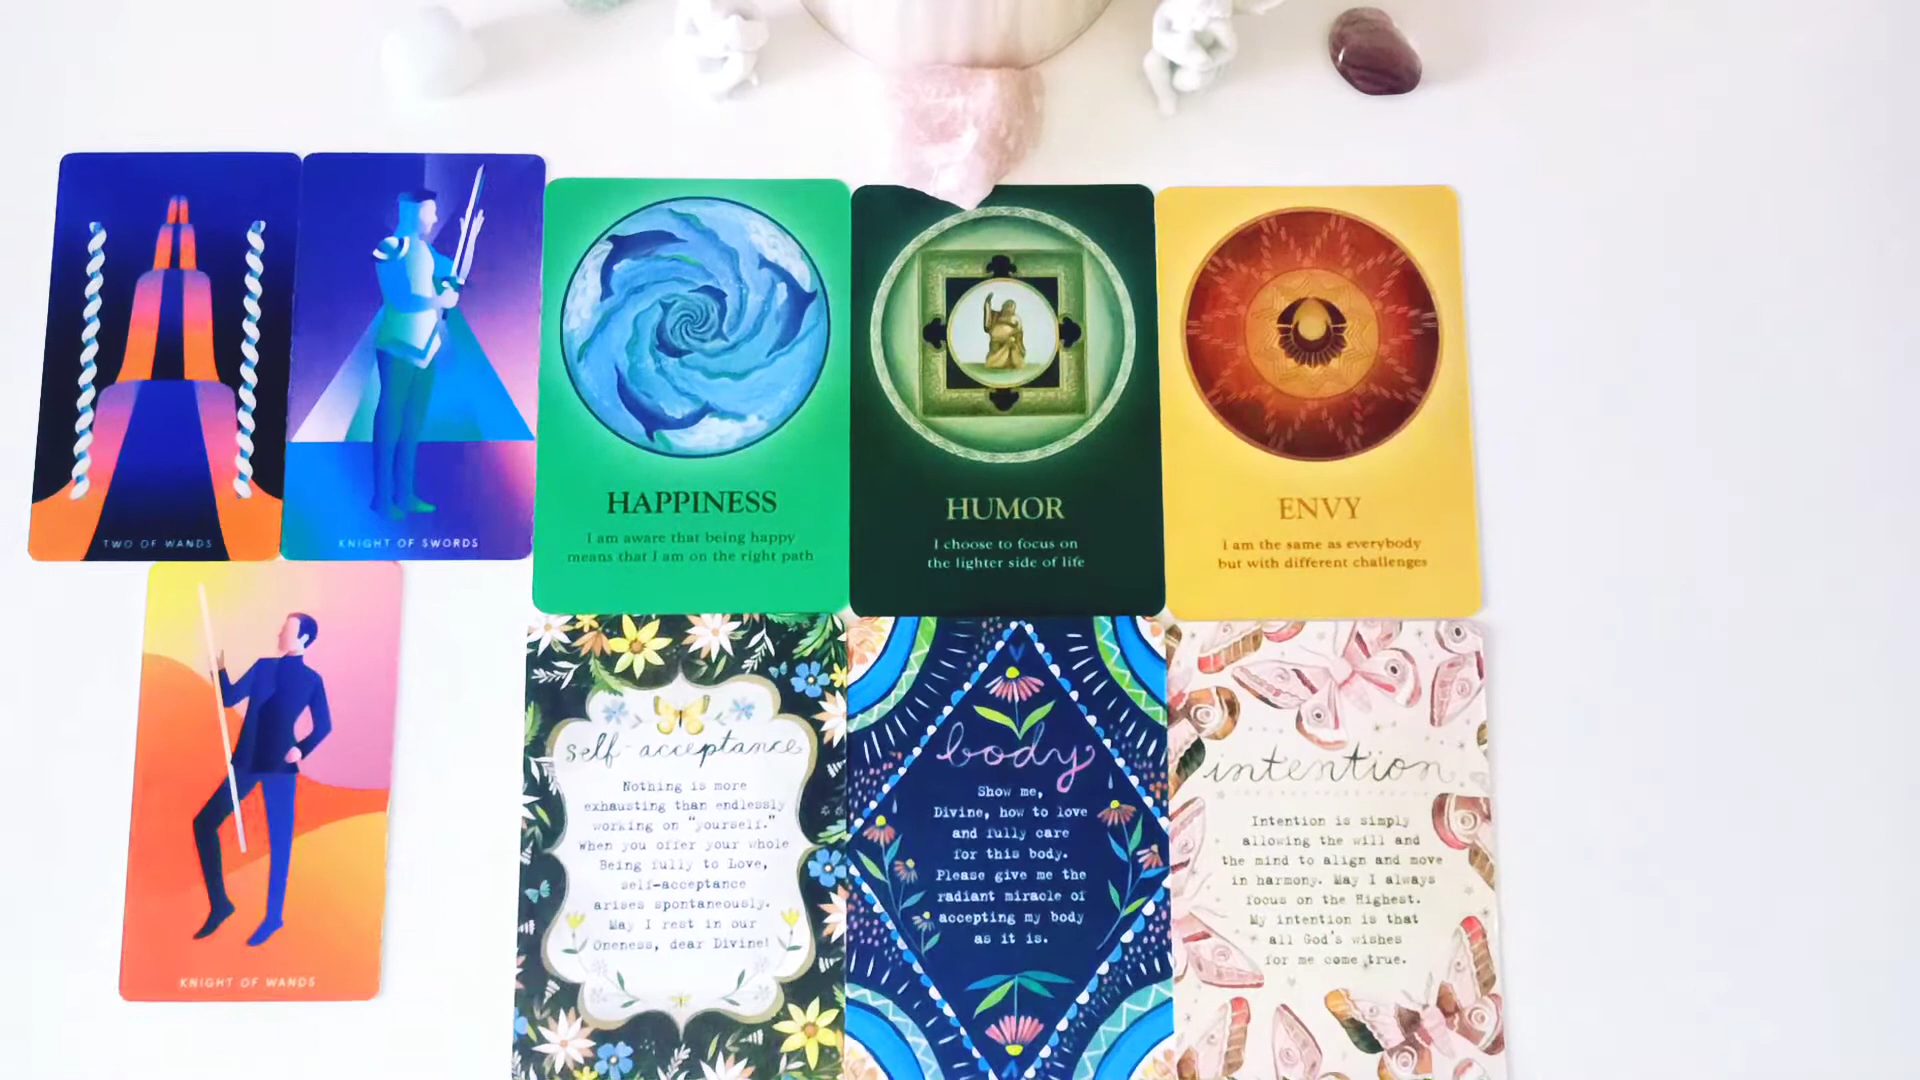 TWO OF WANDS
KNIGHT OF SWORDS
HAPPINESS
I am aware that being happy
means that I am on the right path
HUMOR
I choose to focus on
the lighter side of life
ENVY
I am the same as everybody
but with different challenges
KNIGHT OF WANDS
self-acceptance
Nothing is more
exhausting than endlessly
working on "yourself."
When you offer your whole
Being fully to Love,
self-acceptance
arises spontaneously.
May I rest in our
Oneness, dear Divine!
body
Show me,
Divine, how to love
and fully care
for this body.
Please give me the
radiant miracle of
accepting my body
as it is.
intention
Intention is simply
allowing the will and
the mind to align and move
in harmony. May I always
focus on the Highest.
My intention is that
all God's wishes
for me come true.